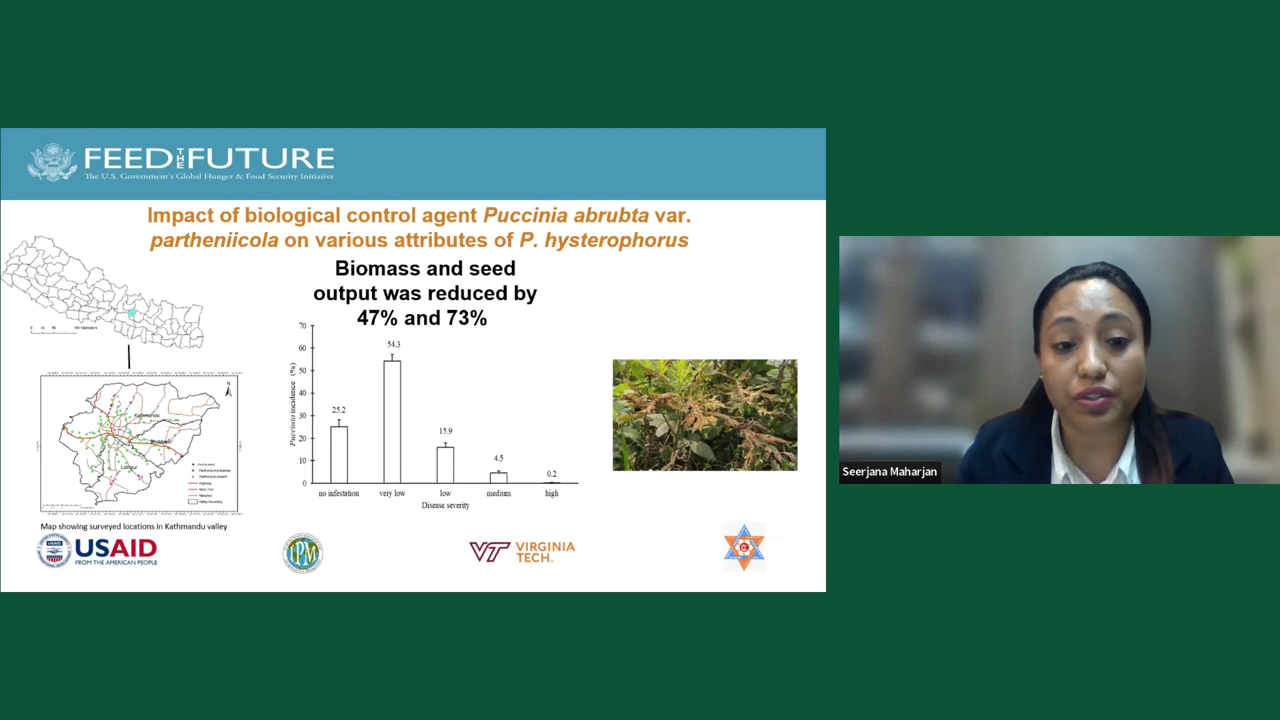 FEED THE FUTURE
The U.S. Government's Global Hunger & Food Security Initiative
Impact of biological control agent Puccinia abrubta var.
partheniicola on various attributes of P. hysterophorus
Biomass and seed
output was reduced by
47% and 73%
Puccinia incidence (%)
70
60
50
40
30
20
10
0
25.2
54.3
15.9
4.5
0.2
no infestation
very low
low
medium
high
Disease severity
N
Kathmandu
Map showing surveyed locations in Kathmandu valley
USAID
FROM THE AMERICAN PEOPLE
IPM
VT VIRGINIA
TECH
Seerjana Maharjan